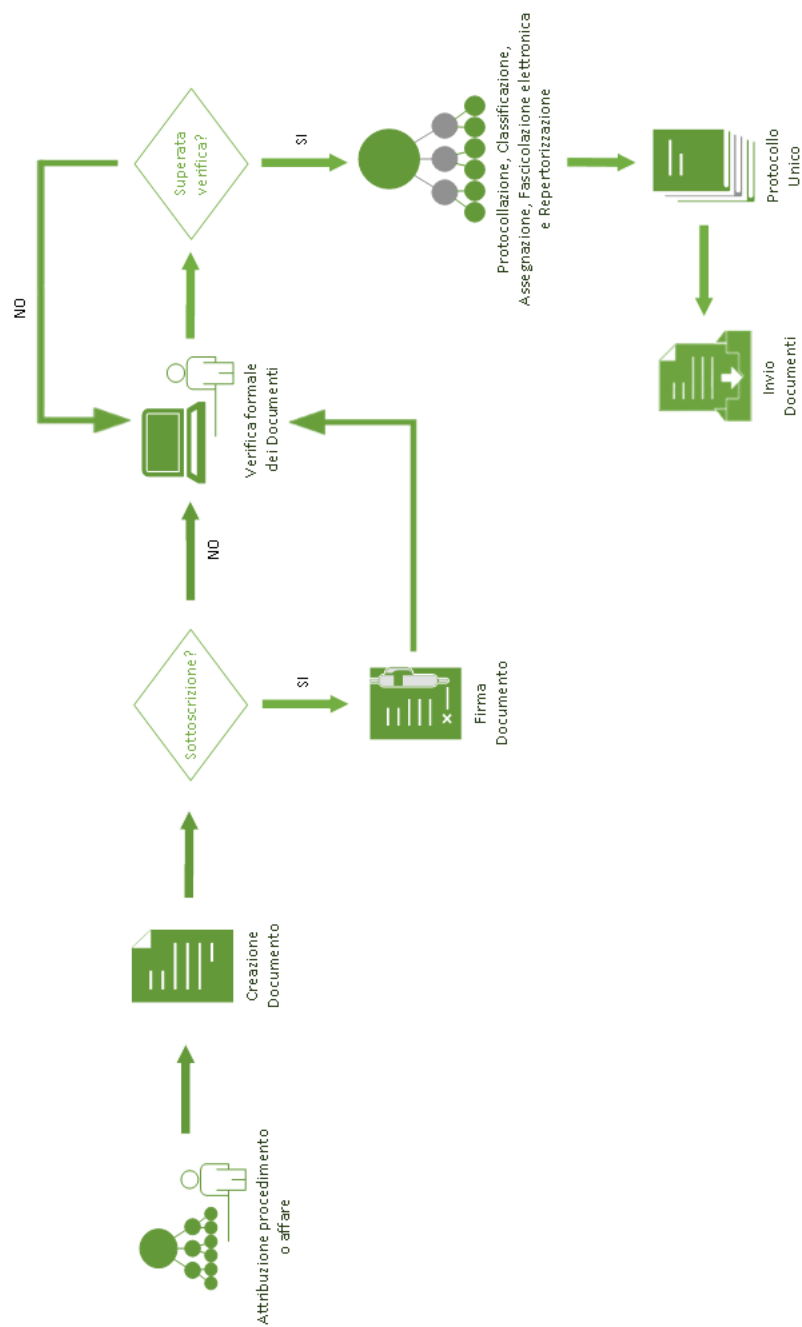 Attribuzione procedimento
o affare
Creazione
Documento
Sottoscrizione?
NO
SI
Firma
Documento
Verifica formale
dei Documenti
NO
Superata
verifica?
SI
Protocollazione, Classificazione,
Assegnazione, Fascicolazione elettronica
e Repertorizzazione
Protocollo
Unico
Invio
Documenti